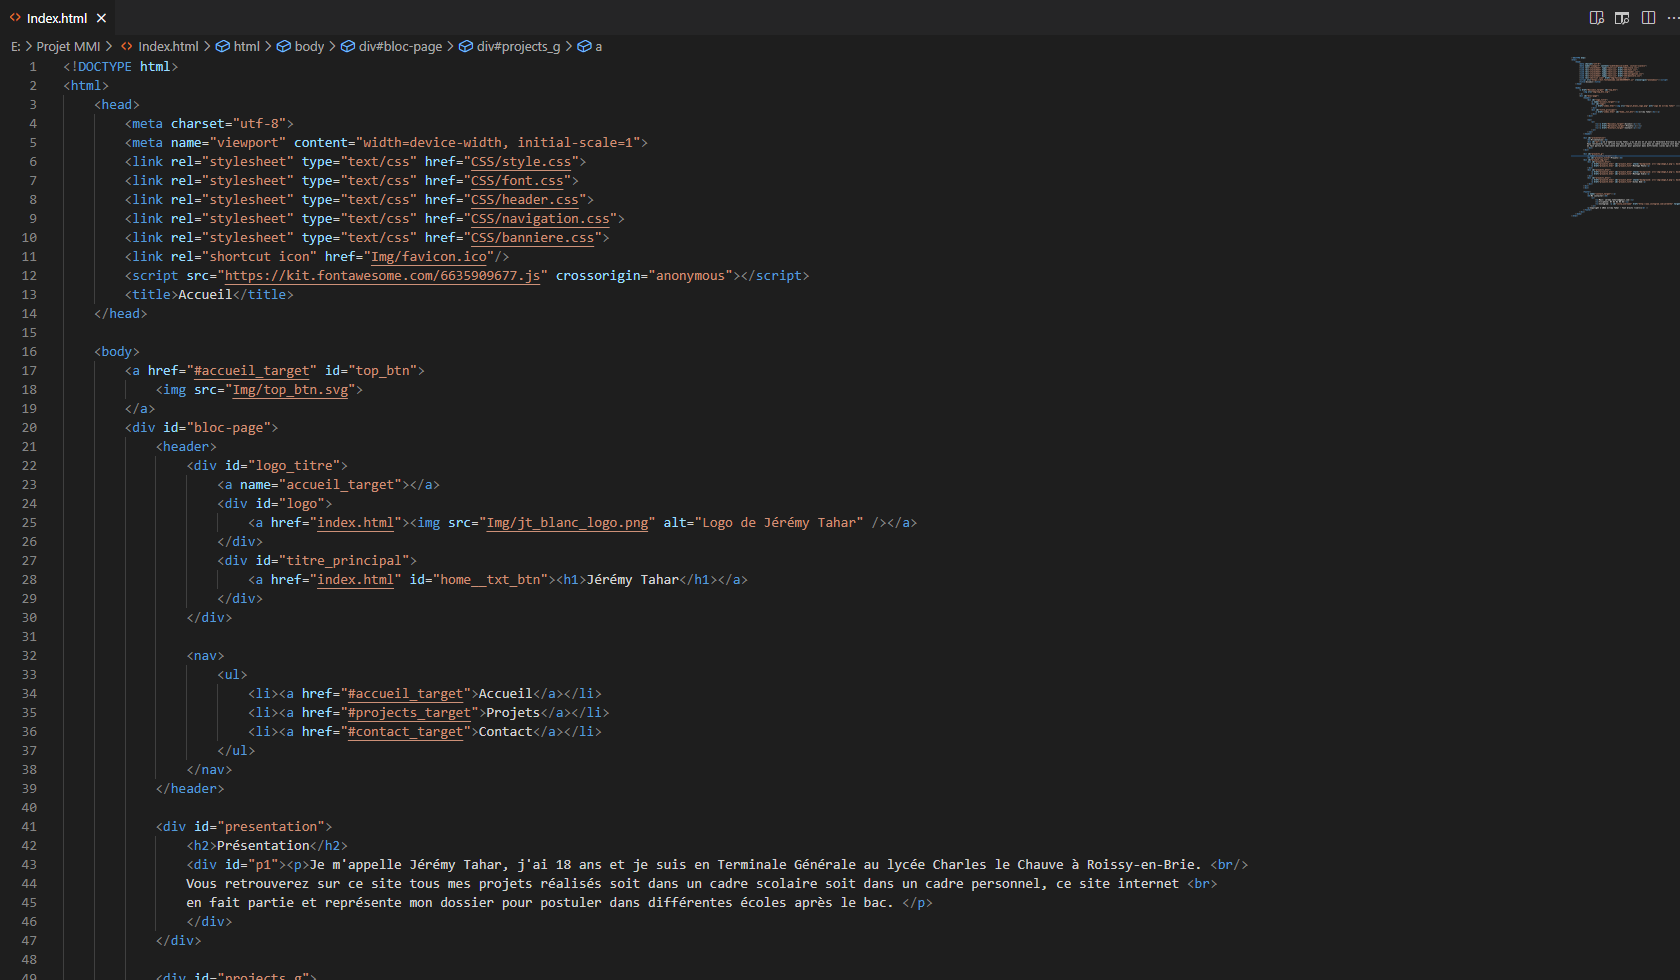 Index.html
E: > Projet MMI > Index.html > html > body > div#bloc-page > div#projects_g > a
1 <!DOCTYPE html>
2 <html>
3 <head>
4 <meta charset="utf-8">
5 <meta name="viewport" content="width=device-width, initial-scale=1">
6 <link rel="stylesheet" type="text/css" href="CSS/style.css">
7 <link rel="stylesheet" type="text/css" href="CSS/font.css">
8 <link rel="stylesheet" type="text/css" href="CSS/header.css">
9 <link rel="stylesheet" type="text/css" href="CSS/navigation.css">
10 <link rel="stylesheet" type="text/css" href="CSS/banniere.css">
11 <link rel="shortcut icon" href="Img/favicon.ico"/>
12 <script src="https://kit.fontawesome.com/6635909677.js" crossorigin="anonymous"></script>
13 <title>Accueil</title>
14 </head>
15
16 <body>
17 <a href="#accueil_target" id="top_btn">
18 <img src="Img/top_btn.svg">
19 </a>
20 <div id="bloc-page">
21 <header>
22 <div id="logo_titre">
23 <a name="accueil_target"></a>
24 <div id="logo">
25 <a href="index.html"><img src="Img/jt_blanc_logo.png" alt="Logo de Jérémy Tahar" /></a>
26 </div>
27 <div id="titre_principal">
28 <a href="index.html" id="home__txt_btn"><h1>Jérémy Tahar</h1></a>
29 </div>
30 </div>
31
32 <nav>
33 <ul>
34 <li><a href="#accueil_target">Accueil</a></li>
35 <li><a href="#projects_target">Projets</a></li>
36 <li><a href="#contact_target">Contact</a></li>
37 </ul>
38 </nav>
39 </header>
40
41 <div id="presentation">
42 <h2>Présentation</h2>
43 <div id="p1"><p>Je m'appelle Jérémy Tahar, j'ai 18 ans et je suis en Terminale Générale au lycée Charles le Chauve à Roissy-en-Brie. <br/>
44 Vous retrouverez sur ce site tous mes projets réalisés soit dans un cadre scolaire soit dans un cadre personnel, ce site internet <br>
45 en fait partie et représente mon dossier pour postuler dans différentes écoles après le bac. </p>
46 </div>
47 </div>
48
49 <div id="projects_g">